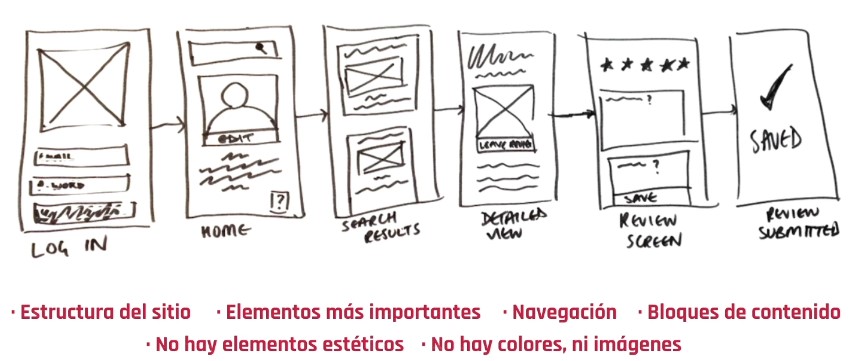 EMAIL
P.WORD
LOG IN
EDIT
?
HOME
SEARCH
RESULTS
LEAVE REVIEW
DETAILED
VIEW
?
?
SAVE
REVIEW
SCREEN
SAVED
REVIEW
SUBMITTED
· Estructura del sitio · Elementos más importantes · Navegación · Bloques de contenido
· No hay elementos estéticos · No hay colores, ni imágenes